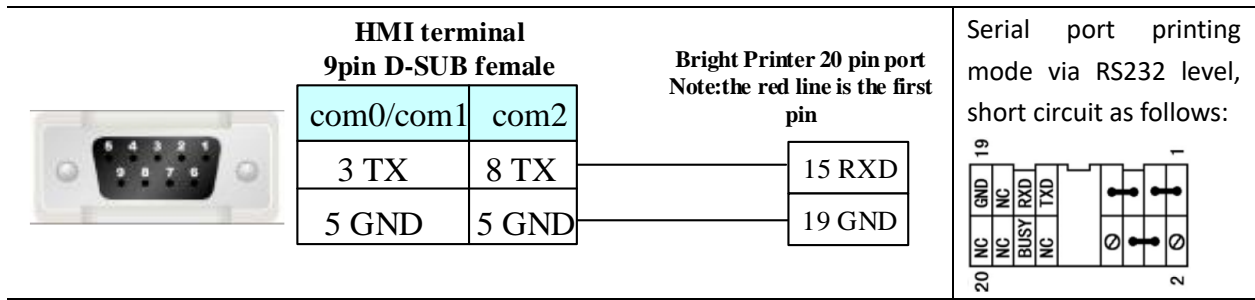 HMI terminal
9pin D-SUB female
com0/com1 com2
3 TX 8 TX
5 GND 5 GND
5 4 3 2 1
9 8 7 6
Bright Printer 20 pin port
Note:the red line is the first
pin
15 RXD
19 GND
Serial port printing
mode via RS232 level,
short circuit as follows:
19 1
GND NC RXD TXD
NC NC BUSY NC
20 2